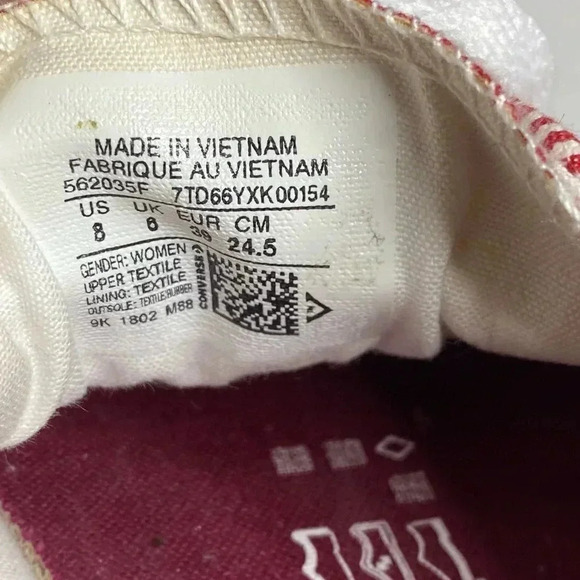 MADE IN VIETNAM
FABRIQUE AU VIETNAM
562035F 7TD66YXK00154
US UK EUR CM
8 6 39 24.5
GENDER: WOMEN
UPPER TEXTILE
LINING: TEXTILE
OUTSOLE: TEXTILE/RUBBER
9K 1802 M88
CONVERSE